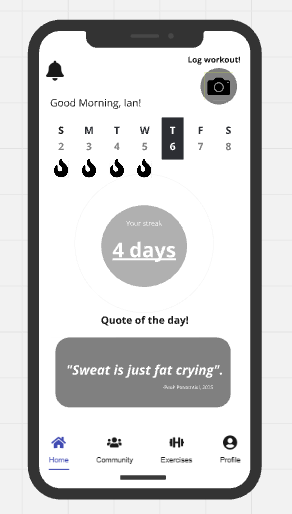 Log workout!
Good Morning, Ian!
S M T W T F S
2 3 4 5 6 7 8
Your streak
4 days
Quote of the day!
"Sweat is just fat crying".
2015
Home Community Exercises Profile